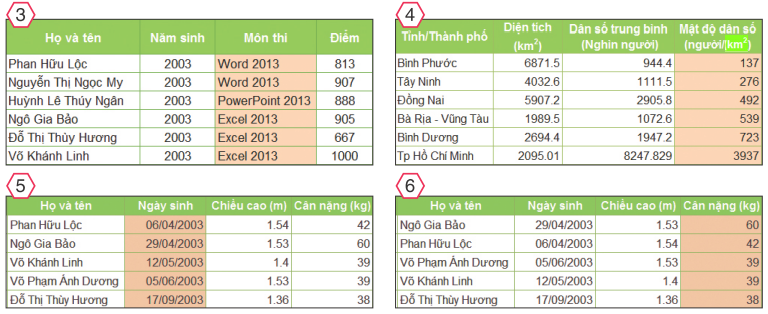 3
Họ và tên Năm sinh Môn thi Điểm
Phan Hữu Lộc 2003 Word 2013 813
Nguyễn Thị Ngọc My 2003 Word 2013 907
Huỳnh Lê Thúy Ngân 2003 PowerPoint 2013 888
Ngô Gia Bảo 2003 Excel 2013 905
Đỗ Thị Thùy Hương 2003 Excel 2013 667
Võ Khánh Linh 2003 Excel 2013 1000
4
Tỉnh/Thành phố Diện tích (km²) Dân số trung bình (Nghìn người) Mật độ dân số (người/km²)
Bình Phước 6871.5 944.4 137
Tây Ninh 4032.6 1111.5 276
Đồng Nai 5907.2 2905.8 492
Bà Rịa - Vũng Tàu 1989.5 1072.6 539
Bình Dương 2694.4 1947.2 723
Tp Hồ Chí Minh 2095.01 8247.829 3937
5
Họ và tên Ngày sinh Chiều cao (m) Cân nặng (kg)
Phan Hữu Lộc 06/04/2003 1.54 42
Ngô Gia Bảo 29/04/2003 1.53 60
Võ Khánh Linh 12/05/2003 1.4 39
Võ Phạm Ánh Dương 05/06/2003 1.53 39
Đỗ Thị Thùy Hương 17/09/2003 1.36 38
6
Họ và tên Ngày sinh Chiều cao (m) Cân nặng (kg)
Ngô Gia Bảo 29/04/2003 1.53 60
Phan Hữu Lộc 06/04/2003 1.54 42
Võ Phạm Ánh Dương 05/06/2003 1.53 39
Võ Khánh Linh 12/05/2003 1.4 39
Đỗ Thị Thùy Hương 17/09/2003 1.36 38